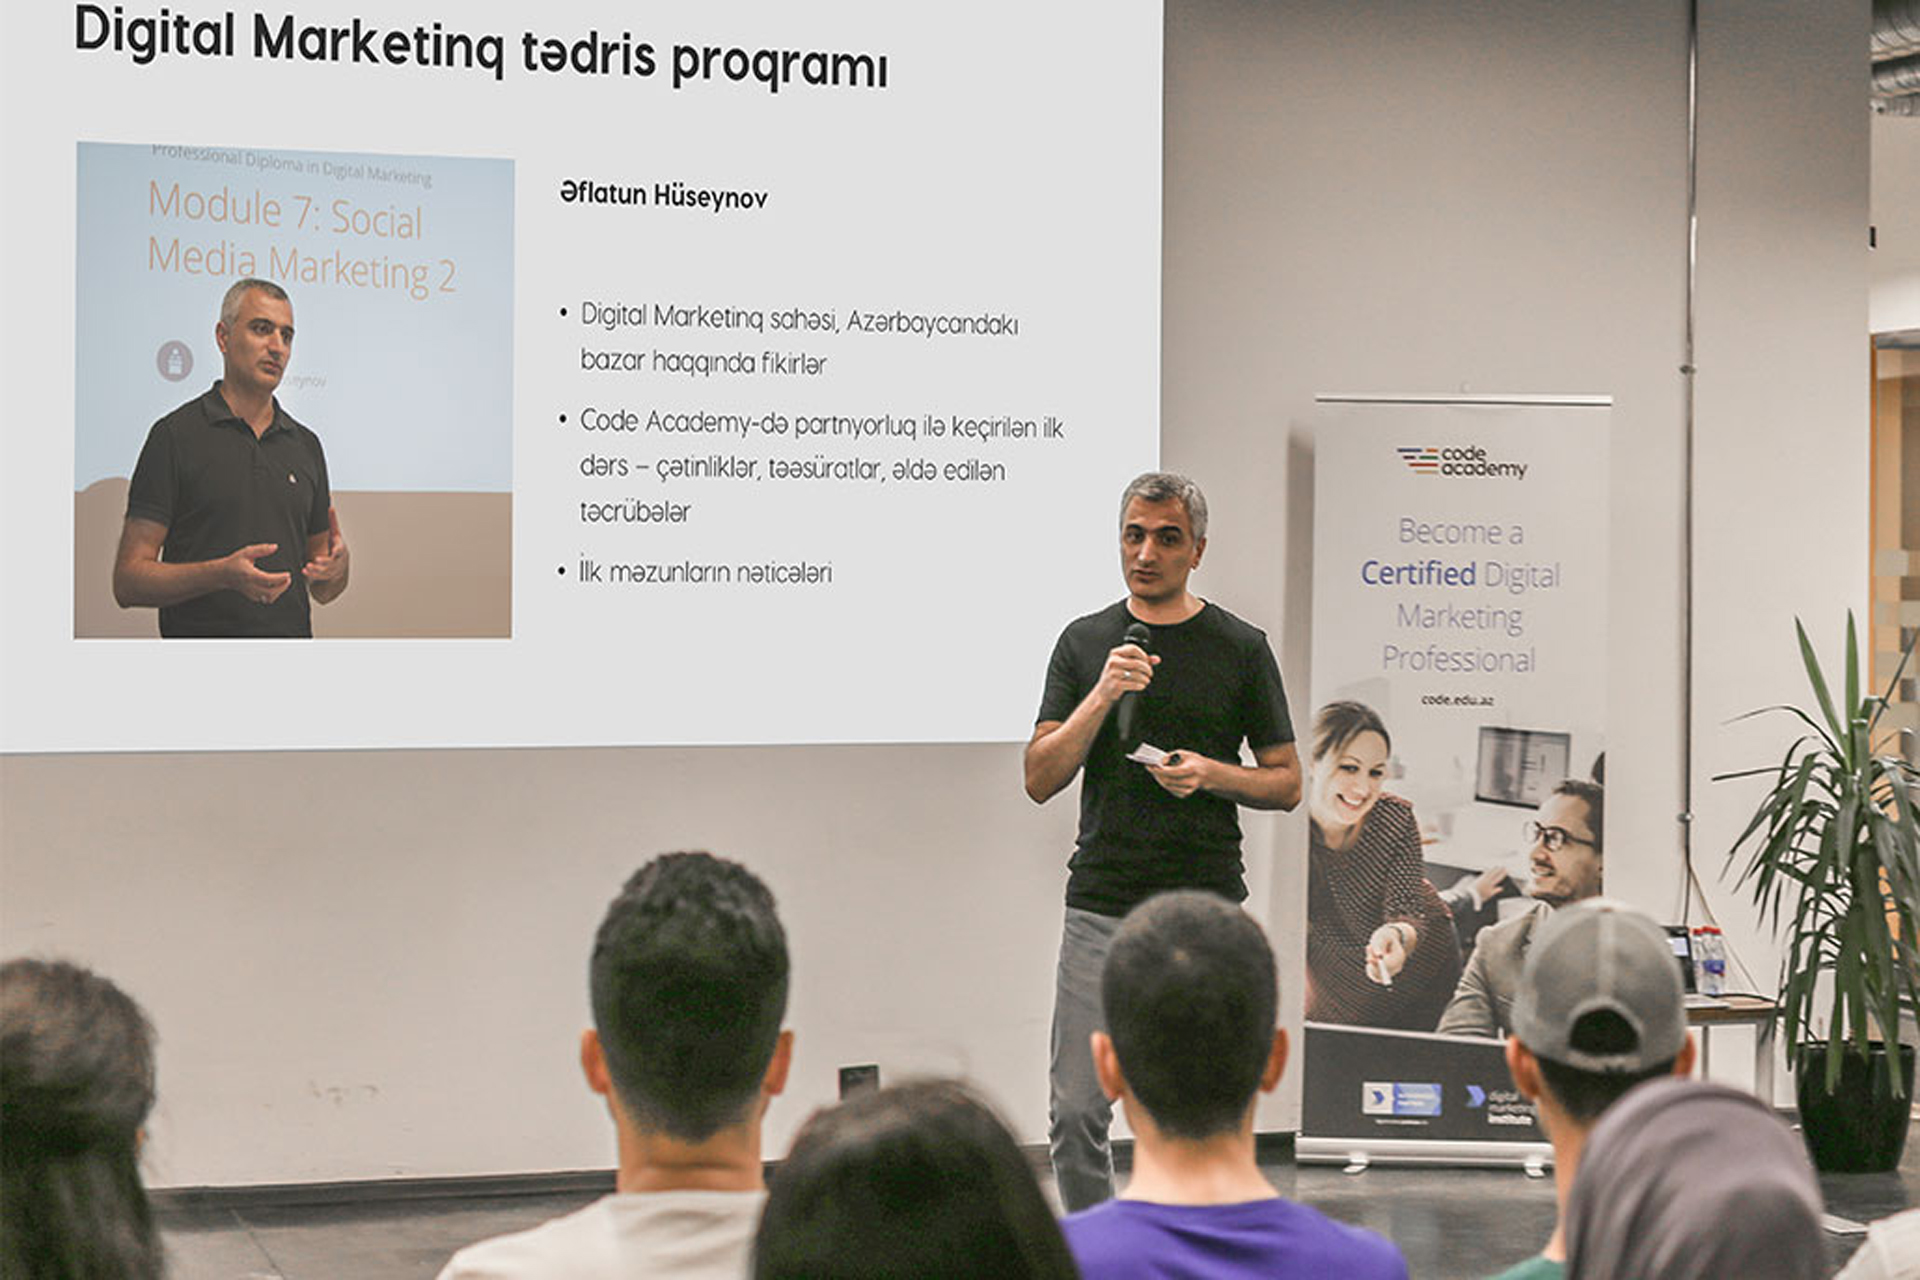 Digital Marketinq tədris proqramı
Professional Diploma in Digital Marketing
Module 7: Social
Media Marketing 2
Əflatun Hüseynov
• Digital Marketinq sahəsi, Azərbaycandakı
bazar haqqında fikirlər
• Code Academy-də partnyorluq ilə keçirilən ilk
dərs – çətinliklər, təəsüratlar, əldə edilən
təcrübələr
• İlk məzunların nəticələri
code
academy
Become a
Certified Digital
Marketing
Professional
code.edu.az
digital
marketing
institute